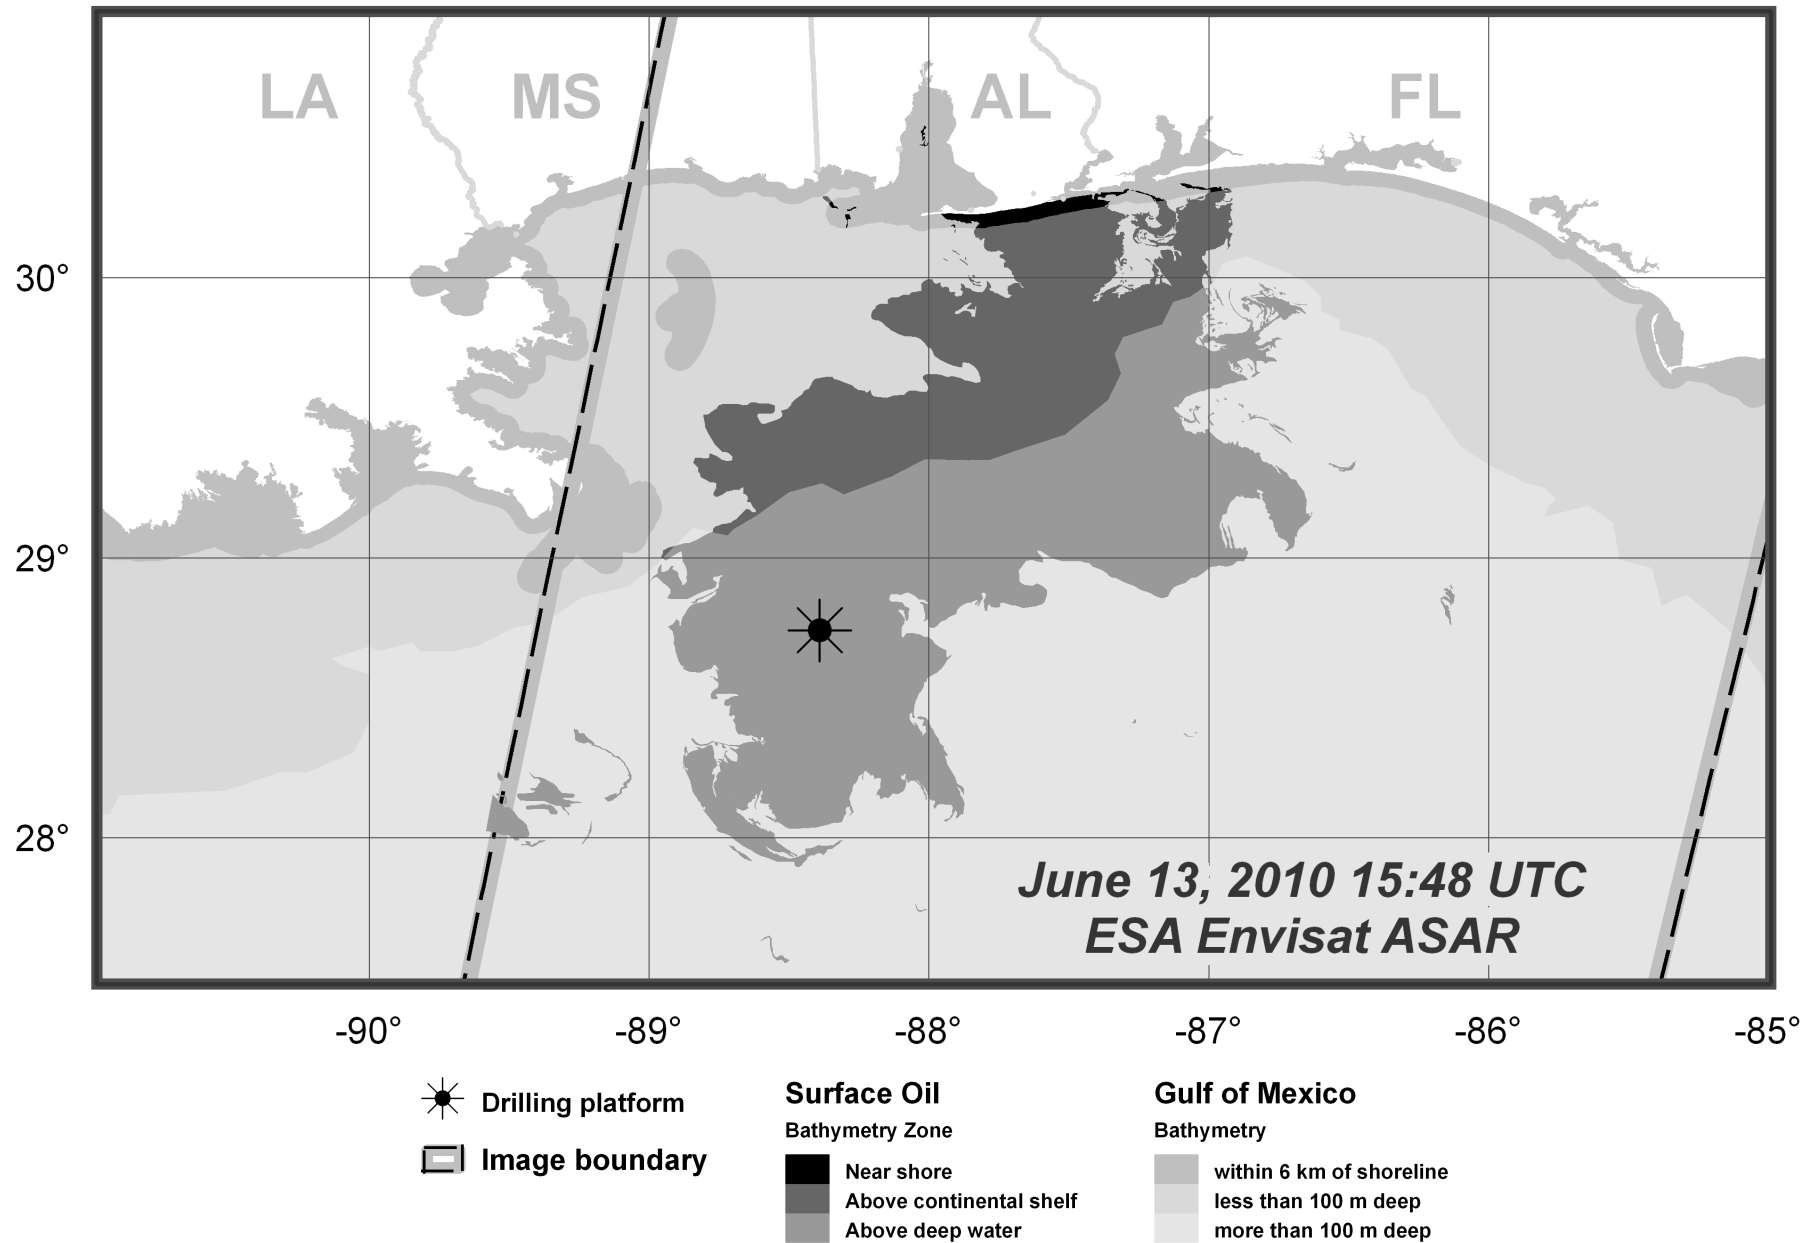 LA MS AL FL
30°
29°
28°
June 13, 2010 15:48 UTC
ESA Envisat ASAR
-90° -89° -88° -87° -86° -85°
Drilling platform
Image boundary
Surface Oil
Bathymetry Zone
Near shore
Above continental shelf
Above deep water
Gulf of Mexico
Bathymetry
within 6 km of shoreline
less than 100 m deep
more than 100 m deep